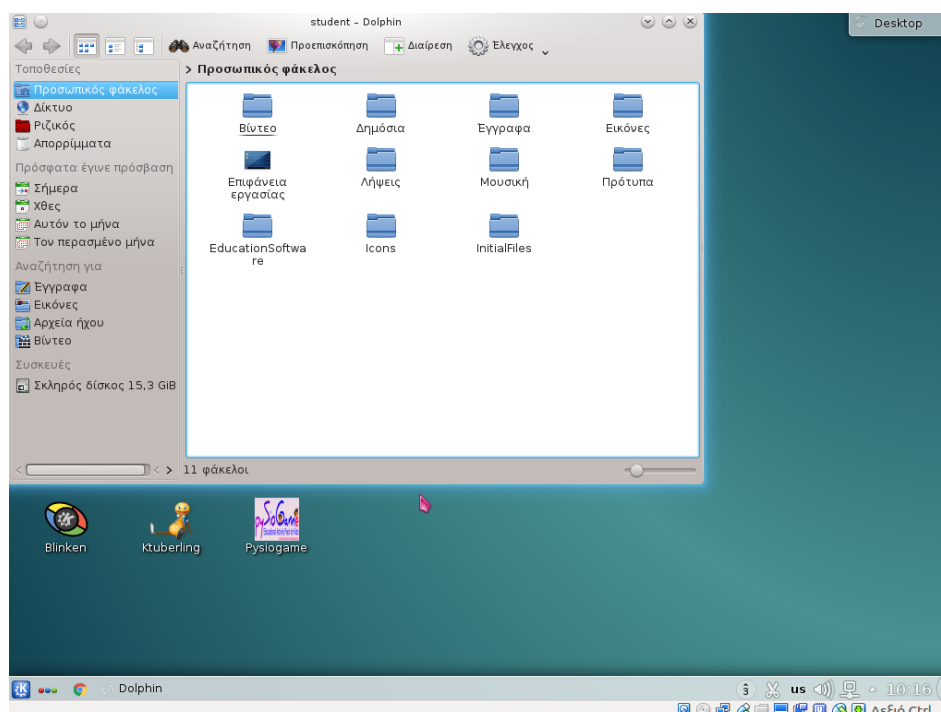 student - Dolphin
Desktop
Αναζήτηση Προεπισκόπηση Διαίρεση Έλεγχος
Τοποθεσίες
> Προσωπικός φάκελος
Προσωπικός φάκελος
Δίκτυο
Ριζικός
Απορρίμματα
Πρόσφατα έγινε πρόσβαση
Σήμερα
Χθες
Αυτόν το μήνα
Τον περασμένο μήνα
Αναζήτηση για
Έγγραφα
Εικόνες
Αρχεία ήχου
Βίντεο
Συσκευές
Σκληρός δίσκος 15,3 GiB
Βίντεο Δημόσια Έγγραφα Εικόνες
Επιφάνεια
εργασίας
Λήψεις Μουσική Πρότυπα
EducationSoftwa
re
Icons InitialFiles
11 φάκελοι
Blinken Ktuberling Pysiogame
Dolphin
3 us 10:16
Δεξιό Ctrl